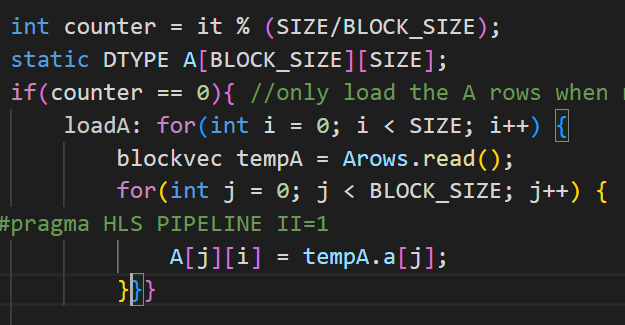 int counter = it % (SIZE/BLOCK_SIZE);
static DTYPE A[BLOCK_SIZE][SIZE];
if(counter == 0){ //only load the A rows when
loadA: for(int i = 0; i < SIZE; i++) {
blockvec tempA = Arows.read();
for(int j = 0; j < BLOCK_SIZE; j++) {
#pragma HLS PIPELINE II=1
A[j][i] = tempA.a[j];
}}}